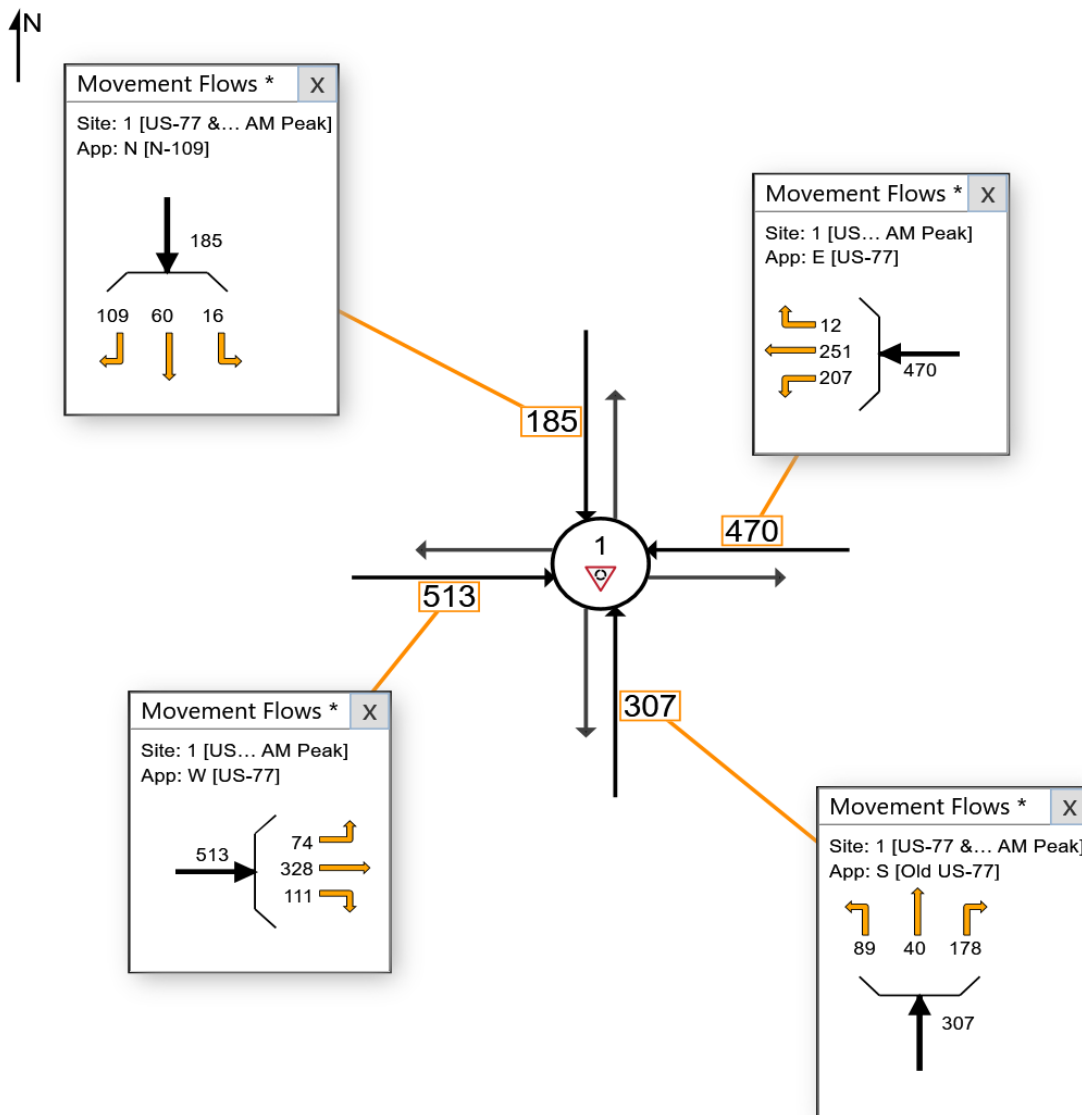 N
Movement Flows * X
Site: 1 [US-77 &... AM Peak]
App: N [N-109]
185
109 60 16
Movement Flows * X
Site: 1 [US... AM Peak]
App: E [US-77]
12
251
207
470
185
470
1
513
307
Movement Flows * X
Site: 1 [US... AM Peak]
App: W [US-77]
513
74
328
111
Movement Flows * X
Site: 1 [US-77 &... AM Peak]
App: S [Old US-77]
89 40 178
307